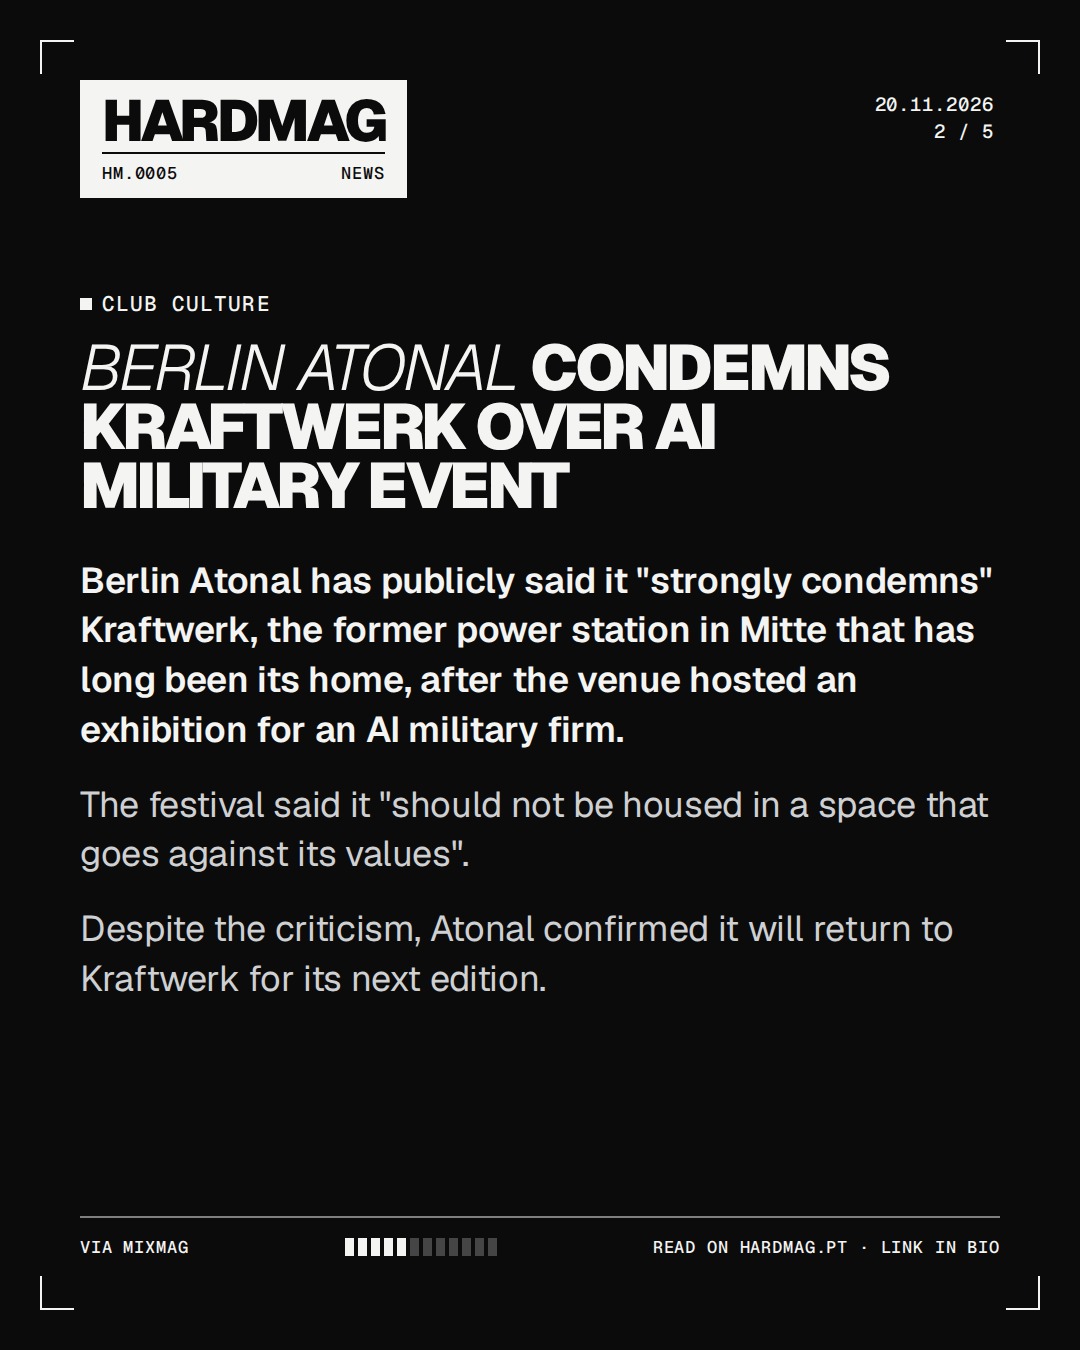 HARDMAG
HM.0005 NEWS
20.11.2026
2 / 5
CLUB CULTURE
BERLIN ATONAL CONDEMNS
KRAFTWERK OVER AI
MILITARY EVENT
Berlin Atonal has publicly said it "strongly condemns"
Kraftwerk, the former power station in Mitte that has
long been its home, after the venue hosted an
exhibition for an AI military firm.
The festival said it "should not be housed in a space that
goes against its values".
Despite the criticism, Atonal confirmed it will return to
Kraftwerk for its next edition.
VIA MIXMAG
READ ON HARDMAG.PT · LINK IN BIO